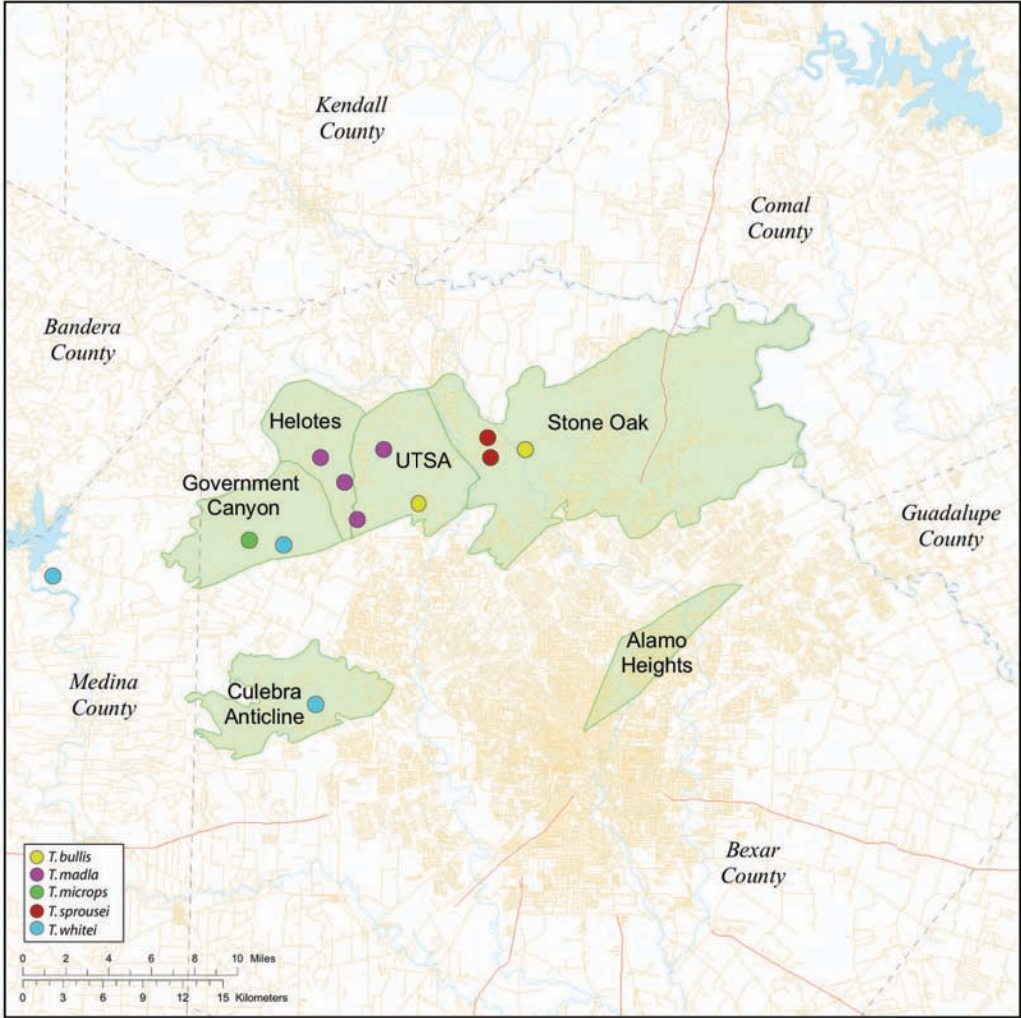 Kendall
County
Comal
County
Bandera
County
Helotes
Stone Oak
UTSA
Government
Canyon
Guadalupe
County
Alamo
Heights
Medina
County
Culebra
Anticline
Bexar
County
T. bullis
T. madla
T. microps
T. sprousei
T. whitei
0 2 4 6 8 10 Miles
0 3 6 9 12 15 Kilometers